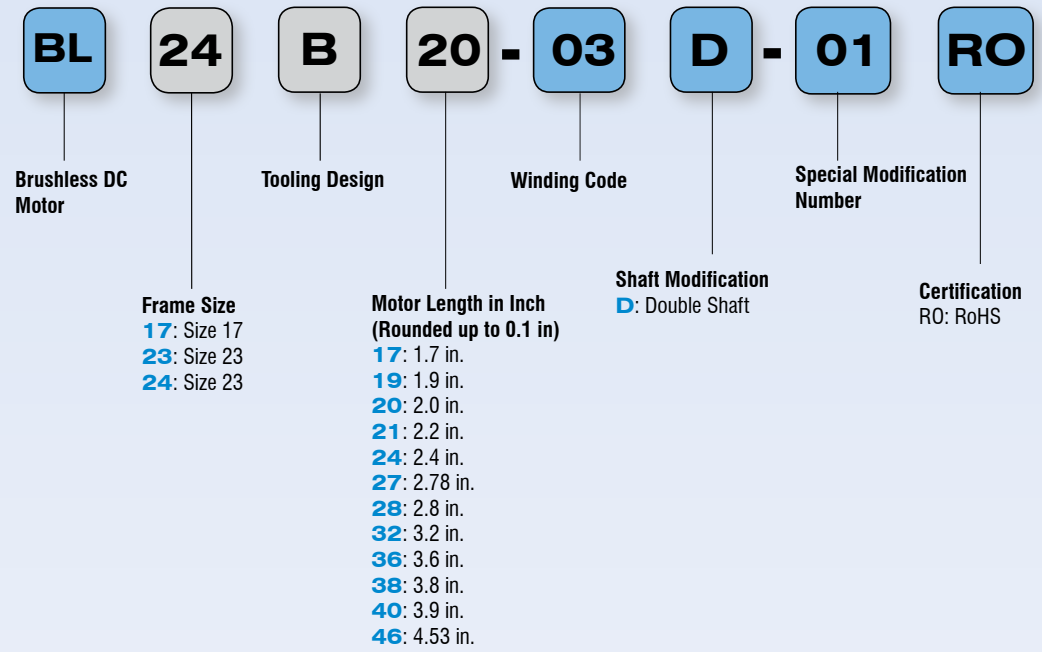 BL 24 B 20 - 03 D - 01 RO
Brushless DC
Motor
Tooling Design
Winding Code
Special Modification
Number
Frame Size
17: Size 17
23: Size 23
24: Size 23
Motor Length in Inch
(Rounded up to 0.1 in)
17: 1.7 in.
19: 1.9 in.
20: 2.0 in.
21: 2.2 in.
24: 2.4 in.
27: 2.78 in.
28: 2.8 in.
32: 3.2 in.
36: 3.6 in.
38: 3.8 in.
40: 3.9 in.
46: 4.53 in.
Shaft Modification
D: Double Shaft
Certification
RO: RoHS